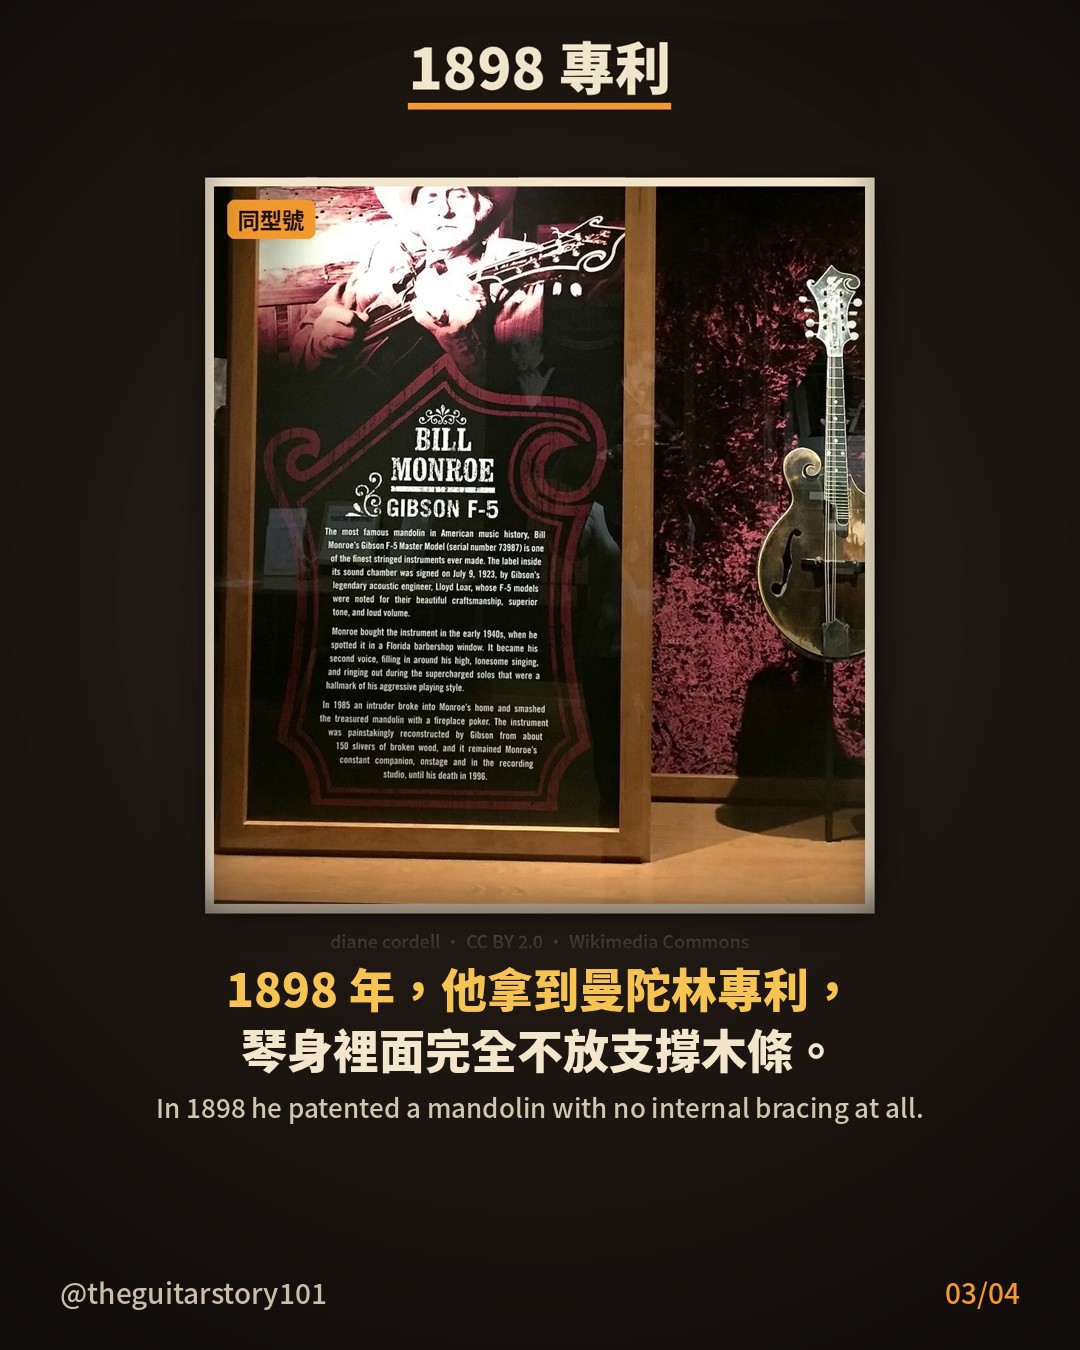 1898 專利
同型號
BILL
MONROE
GIBSON F-5
The most famous mandolin in American music history, Bill
Monroe's Gibson F-5 Master Model (serial number 73987) is one
of the finest stringed instruments ever made. The label inside
its sound chamber was signed on July 9, 1923, by Gibson's
legendary acoustic engineer, Lloyd Loar, whose F-5 models
were noted for their beautiful craftsmanship, superior
tone, and loud volume.
Monroe bought the instrument in the early 1940s, when he
spotted it in a Florida barbershop window. It became his
second voice, filling in around his high, lonesome singing,
and ringing out during the supercharged solos that were a
hallmark of his aggressive playing style.
In 1985 an intruder broke into Monroe's home and smashed
the treasured mandolin with a fireplace poker. The instrument
was painstakingly reconstructed by Gibson from about
150 slivers of broken wood, and it remained Monroe's
constant companion, onstage and in the recording
studio, until his death in 1996.
diane cordell • CC BY 2.0 • Wikimedia Commons
1898 年，他拿到曼陀林專利，
琴身裡面完全不放支撐木條。
In 1898 he patented a mandolin with no internal bracing at all.
@theguitarstory101
03/04